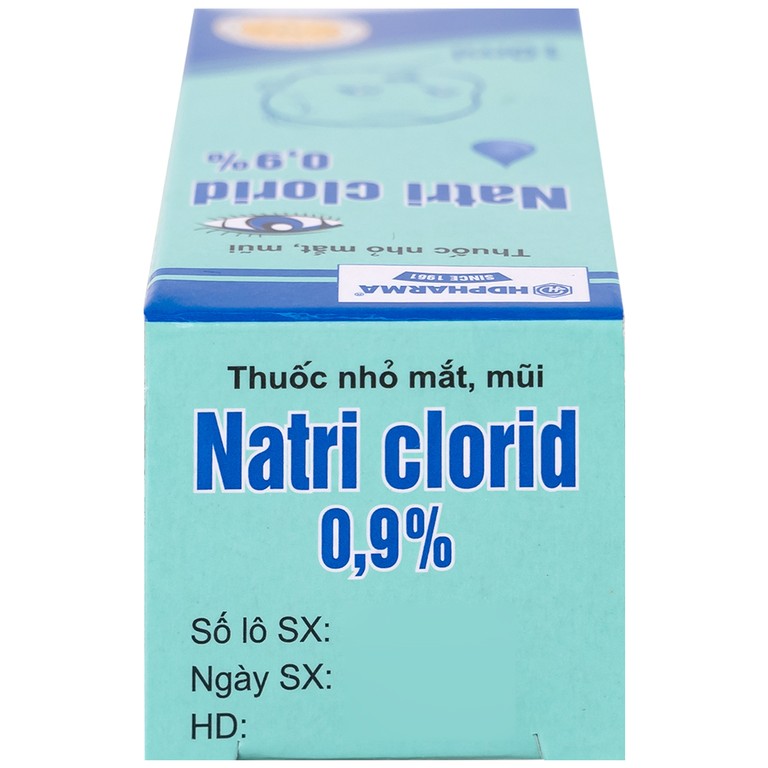 0,9%
Natri clorid
Thuốc nhỏ mắt, mũi
HDPHARMA®
SINCE 1961
Thuốc nhỏ mắt, mũi
Natri clorid
0,9%
Số lô SX:
Ngày SX:
HD: